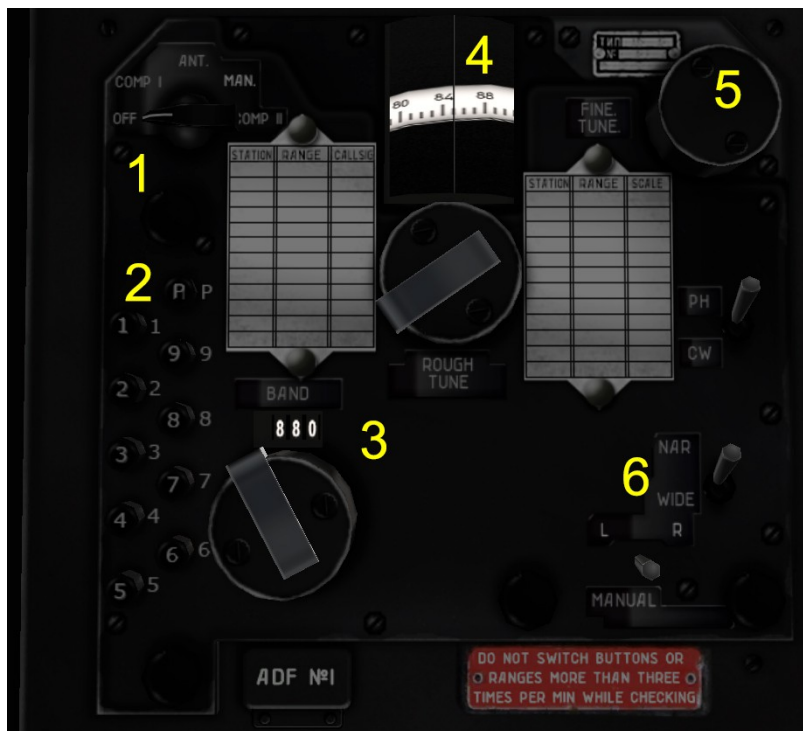 ANT.
4
COMP I
MAN.
5
80 84 88
OFF
COMP II
FINE.
TUNE.
STATION RANGE CALLSIG
1
STATION RANGE SCALE
2
P
1 1
9 9
PH
ROUGH
TUNE
CW
2 2
BAND
8 8
880
3
3 3
NAR
7 7
6
WIDE
4 4
L R
6 6
5 5
MANUAL
ADF №1
DO NOT SWITCH BUTTONS OR
RANGES MORE THAN THREE
TIMES PER MIN WHILE CHECKING